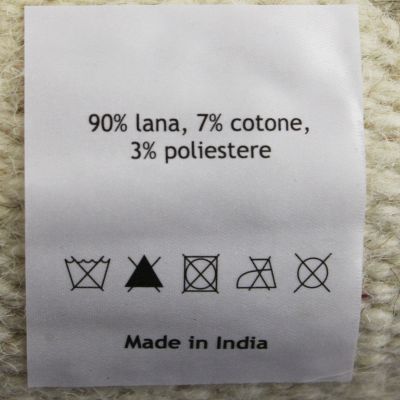 90% lana, 7% cotone,
3% poliestere
Made in India